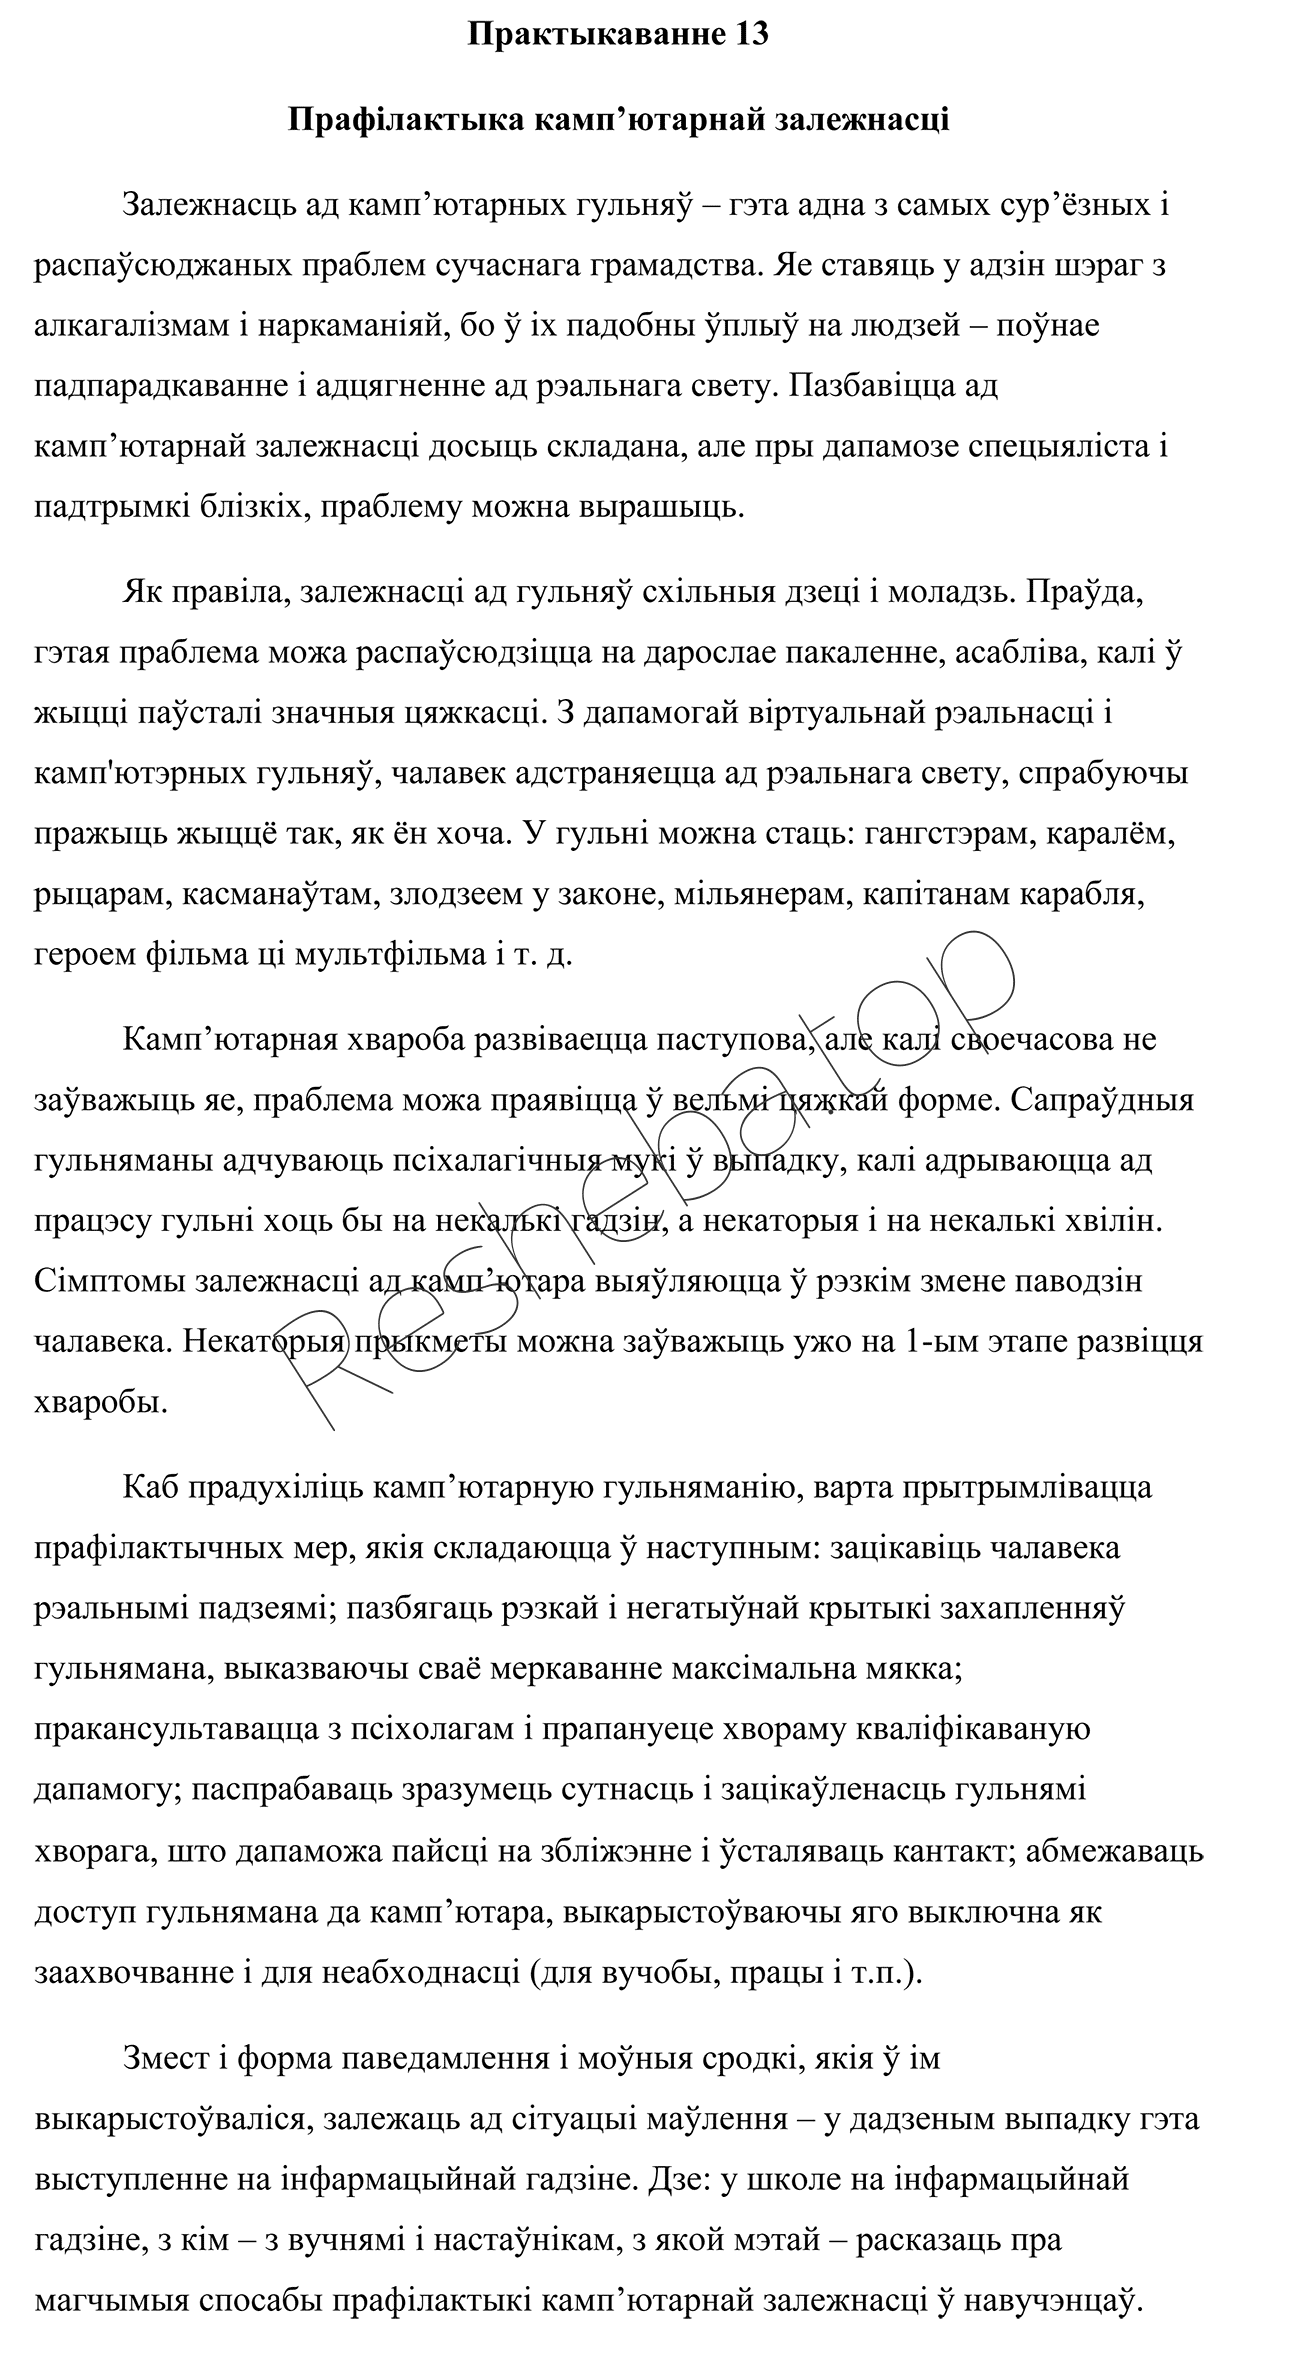 Практыкаванне 13
Прафілактыка камп’ютарнай залежнасці
Залежнасць ад камп’ютарных гульняў – гэта адна з самых сур’ёзных і
распаўсюджаных праблем сучаснага грамадства. Яе ставяць у адзін шэраг з
алкагалізмам і наркаманіяй, бо ў іх падобны ўплыў на людзей – поўнае
падпарадкаванне і адцягненне ад рэальнага свету. Пазбавіцца ад
камп’ютарнай залежнасці досыць складана, але пры дапамозе спецыяліста і
падтрымкі блізкіх, праблему можна вырашыць.
Як правіла, залежнасці ад гульняў схільныя дзеці і моладзь. Праўда,
гэтая праблема можа распаўсюдзіцца на дарослае пакаленне, асабліва, калі ў
жыцці паўсталі значныя цяжкасці. З дапамогай віртуальнай рэальнасці і
камп'ютэрных гульняў, чалавек адстраняецца ад рэальнага свету, спрабуючы
пражыць жыццё так, як ён хоча. У гульні можна стаць: гангстэрам, каралём,
рыцарам, касманаўтам, злодзеем у законе, мільянерам, капітанам карабля,
героем фільма ці мультфільма і т. д.
Камп’ютарная хвароба развіваецца паступова, але калі своечасова не
заўважыць яе, праблема можа праявіцца ў вельмі цяжкай форме. Сапраўдныя
гульняманы адчуваюць псіхалагічныя мукі ў выпадку, калі адрываюцца ад
працэсу гульні хоць бы на некалькі гадзін, а некаторыя і на некалькі хвілін.
Сімптомы залежнасці ад камп’ютара выяўляюцца ў рэзкім змене паводзін
чалавека. Некаторыя прыкметы можна заўважыць ужо на 1-ым этапе развіцця
хваробы.
Каб прадухіліць камп’ютарную гульняманію, варта прытрымлівацца
прафілактычных мер, якія складаюцца ў наступным: зацікавіць чалавека
рэальнымі падзеямі; пазбягаць рэзкай і негатыўнай крытыкі захапленняў
гульнямана, выказваючы сваё меркаванне максімальна мякка;
пракансультавацца з псіхолагам і прапануеце хвораму кваліфікаваную
дапамогу; паспрабаваць зразумець сутнасць і зацікаўленасць гульнямі
хворага, што дапаможа пайсці на збліжэнне і ўсталяваць кантакт; абмежаваць
доступ гульнямана да камп’ютара, выкарыстоўваючы яго выключна як
заахвочванне і для неабходнасці (для вучобы, працы і т.п.).
Змест і форма паведамлення і моўныя сродкі, якія ў ім
выкарыстоўваліся, залежаць ад сітуацыі маўлення – у дадзеным выпадку гэта
выступленне на інфармацыйнай гадзіне. Дзе: у школе на інфармацыйнай
гадзіне, з кім – з вучнямі і настаўнікам, з якой мэтай – расказаць пра
магчымыя спосабы прафілактыкі камп’ютарнай залежнасці ў навучэнцаў.
Resheba.top